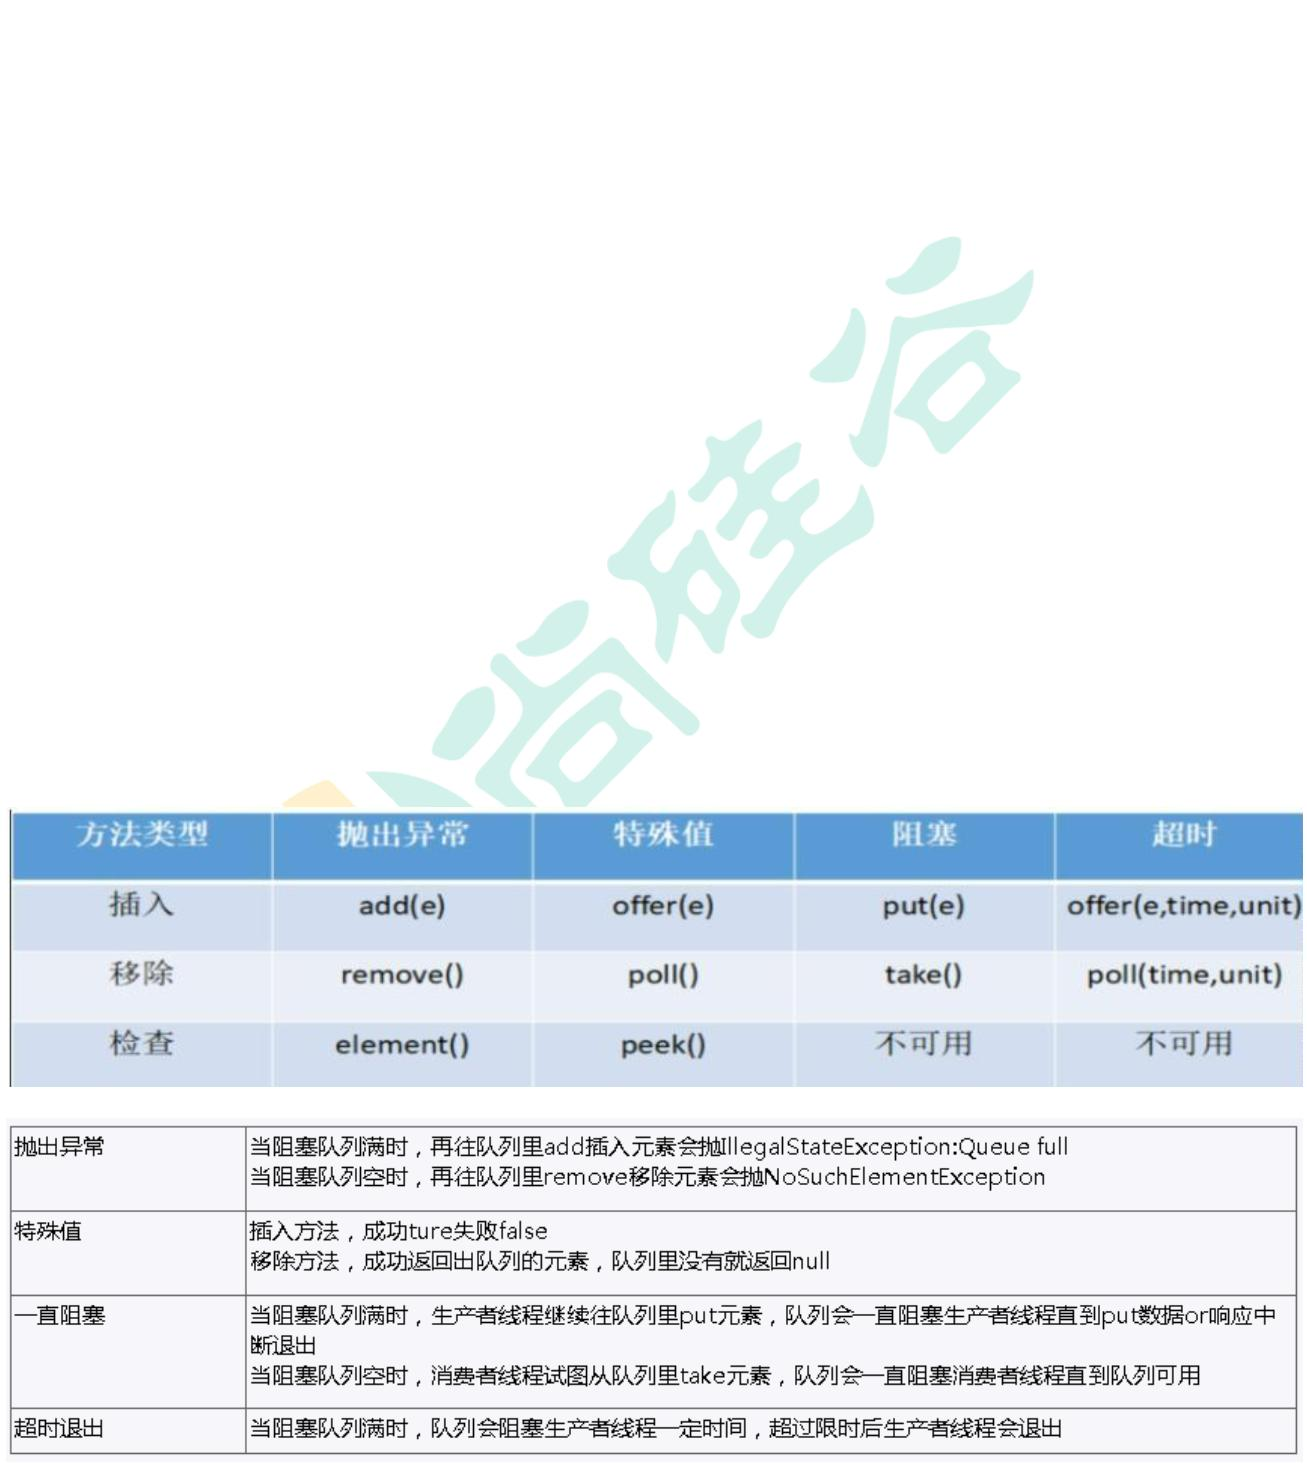 尚硅谷
方法类型 抛出异常 特殊值 阻塞 超时
插入 add(e) offer(e) put(e) offer(e,time,unit)
移除 remove() poll() take() poll(time,unit)
检查 element() peek() 不可用 不可用
抛出异常 当阻塞队列满时，再往队列里add插入元素会抛IllegalStateException:Queue full
当阻塞队列空时，再往队列里remove移除元素会抛NoSuchElementException
特殊值 插入方法，成功ture失败false
移除方法，成功返回出队列的元素，队列里没有就返回null
一直阻塞 当阻塞队列满时，生产者线程继续往队列里put元素，队列会一直阻塞生产者线程直到put数据or响应中
断退出
当阻塞队列空时，消费者线程试图从队列里take元素，队列会一直阻塞消费者线程直到队列可用
超时退出 当阻塞队列满时，队列会阻塞生产者线程一定时间，超过限时后生产者线程会退出